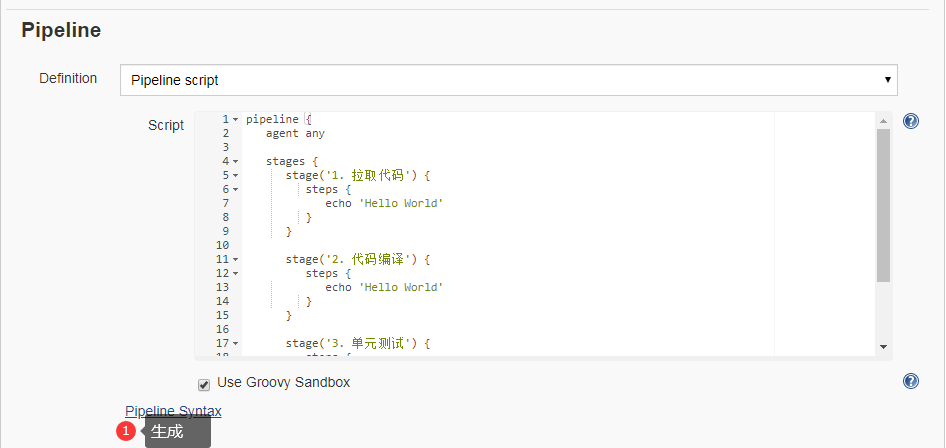 Pipeline
Definition
Pipeline script
Script
1 pipeline {
2 agent any
3
4 stages {
5 stage('1. 拉取代码') {
6 steps {
7 echo 'Hello World'
8 }
9 }
10
11 stage('2. 代码编译') {
12 steps {
13 echo 'Hello World'
14 }
15 }
16
17 stage('3. 单元测试') {
18 steps {
Use Groovy Sandbox
Pipeline Syntax
1 生成